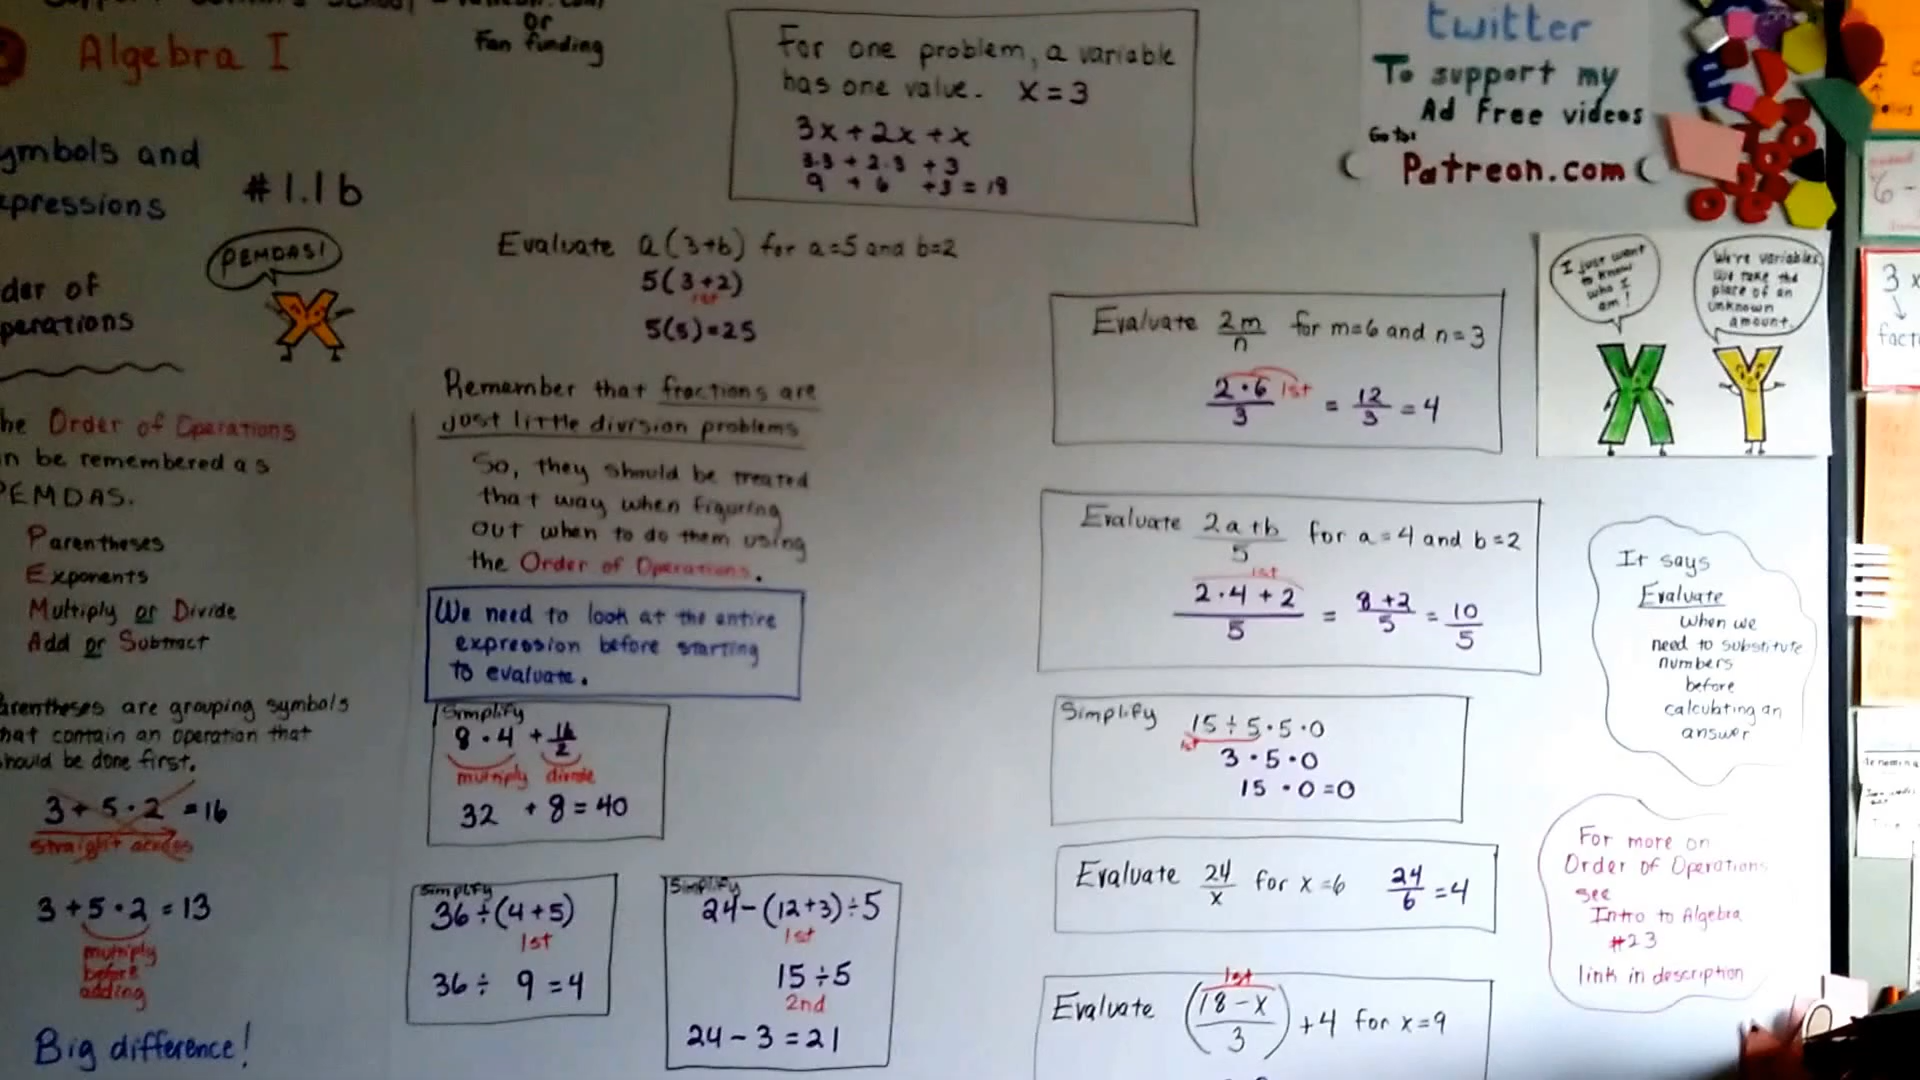 Algebra I
or
Fan funding
ymbols and
pressions
#1.1b
PEMDAS!
der of
perations
he Order of Operations
n be remembered as
PEMDAS.
Parentheses
Exponents
Multiply or Divide
Add or Subtract
arentheses are grouping symbols
hat contain an operation that
hould be done first.
3 + 5 · 2 = 16
straight across
3 + 5 · 2 = 13
multiply
before
adding
Big difference!
For one problem, a variable
has one value. x = 3
3x + 2x + x
3·3 + 2·3 + 3
9 + 6 + 3 = 18
Evaluate a(3+b) for a=5 and b=2
5(3+2)
1st
5(5)=25
Remember that fractions are
just little division problems
So, they should be treated
that way when figuring
out when to do them using
the Order of Operations.
We need to look at the entire
expression before starting
to evaluate.
Simplify
8 · 4 + 16/2
multiply divide
32 + 8 = 40
Simplify
36 ÷ (4+5)
1st
36 ÷ 9 = 4
Simplify
24 − (12+3) ÷ 5
1st
15 ÷ 5
2nd
24 − 3 = 21
Evaluate 2m/n for m=6 and n=3
2·6/3 1st = 12/3 = 4
Evaluate 2a+b/5 for a=4 and b=2
1st
2·4+2/5 = 8+2/5 = 10/5
Simplify 15÷5·5·0
1st
3·5·0
15·0=0
Evaluate 24/x for x=6 24/6 = 4
1st
Evaluate (18−x/3) + 4 for x=9
twitter
To support my
Ad Free videos
Go to:
Patreon.com
I just want
to know
who I
am!
We're variables.
We take the
place of an
unknown
amount.
It says
Evaluate
when we
need to substitute
numbers
before
calculating an
answer
For more on
Order of Operations
see
Intro to Algebra
#23
link in description
6 -
3 x
fact